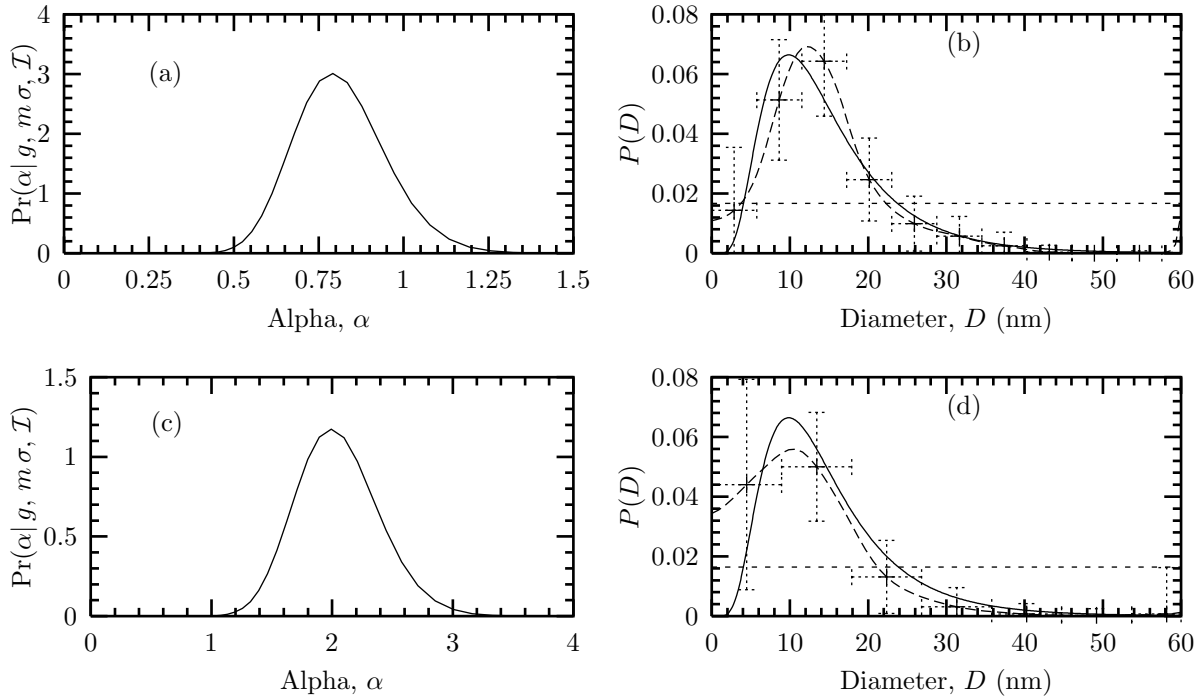 Pr(α| g, m σ, I)
4
3
2
1
0
0 0.25 0.5 0.75 1 1.25 1.5
Alpha, α
(a)
P(D)
0.08
0.06
0.04
0.02
0
0 10 20 30 40 50 60
Diameter, D (nm)
(b)
Pr(α| g, m σ, I)
1.5
1
0.5
0
0 1 2 3 4
Alpha, α
(c)
P(D)
0.08
0.06
0.04
0.02
0
0 10 20 30 40 50 60
Diameter, D (nm)
(d)